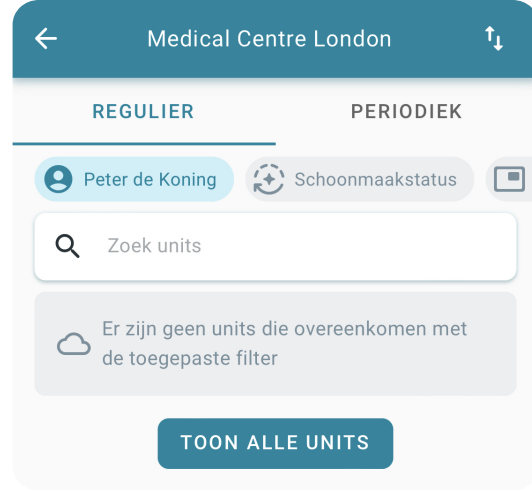 Medical Centre London
REGULIER
PERIODIEK
Peter de Koning
Schoonmaakstatus
Zoek units
Er zijn geen units die overeenkomen met
de toegepaste filter
TOON ALLE UNITS